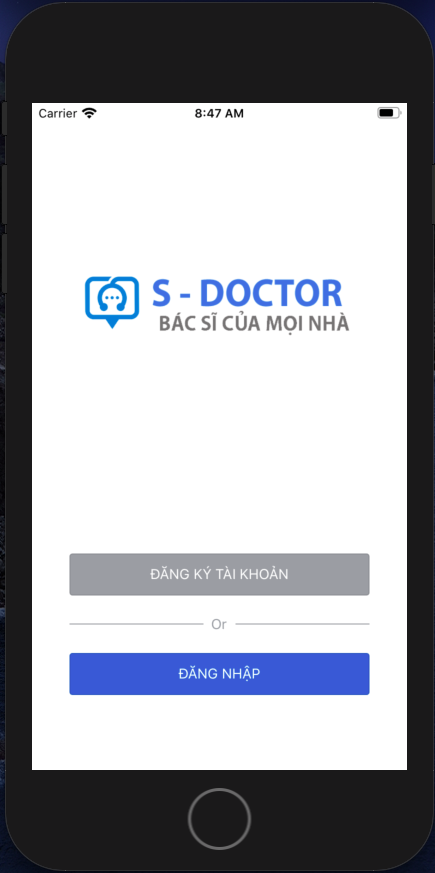 Carrier 8:47 AM
S - DOCTOR
BÁC SĨ CỦA MỌI NHÀ
ĐĂNG KÝ TÀI KHOẢN
Or
ĐĂNG NHẬP